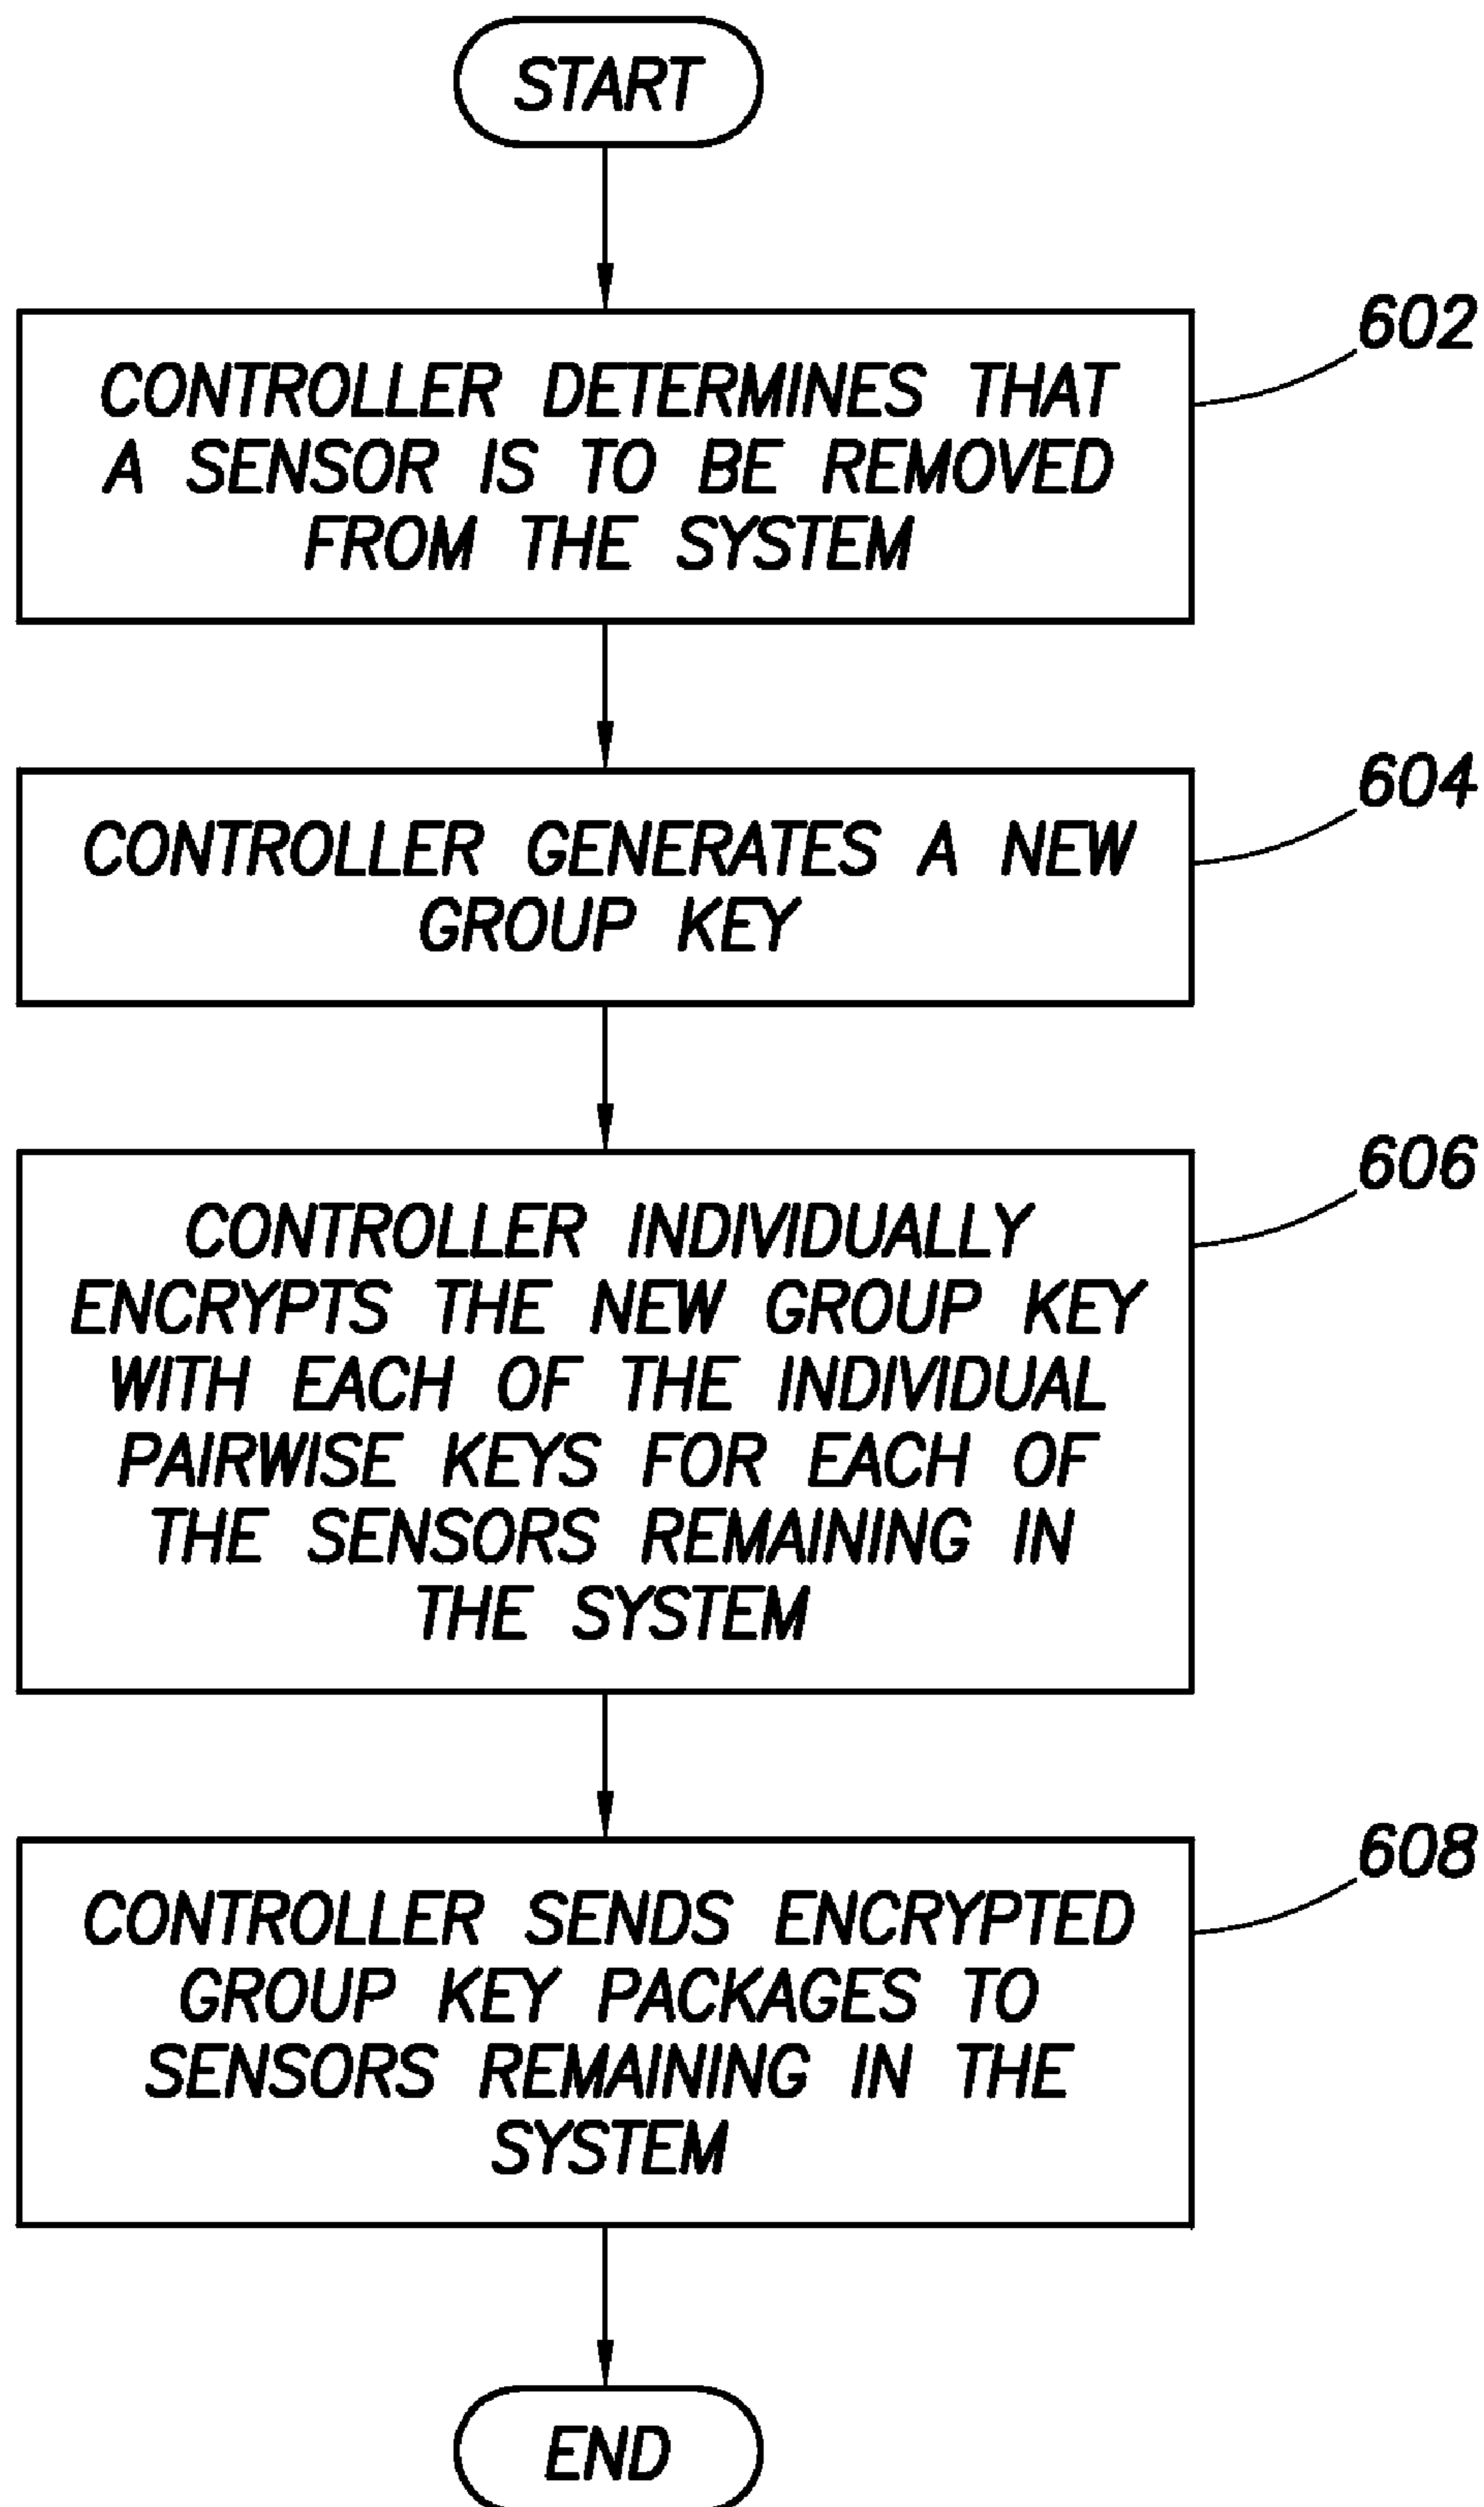 START
602
CONTROLLER DETERMINES THAT
A SENSOR IS TO BE REMOVED
FROM THE SYSTEM
604
CONTROLLER GENERATES A NEW
GROUP KEY
606
CONTROLLER INDIVIDUALLY
ENCRYPTS THE NEW GROUP KEY
WITH EACH OF THE INDIVIDUAL
PAIRWISE KEYS FOR EACH OF
THE SENSORS REMAINING IN
THE SYSTEM
608
CONTROLLER SENDS ENCRYPTED
GROUP KEY PACKAGES TO
SENSORS REMAINING IN THE
SYSTEM
END